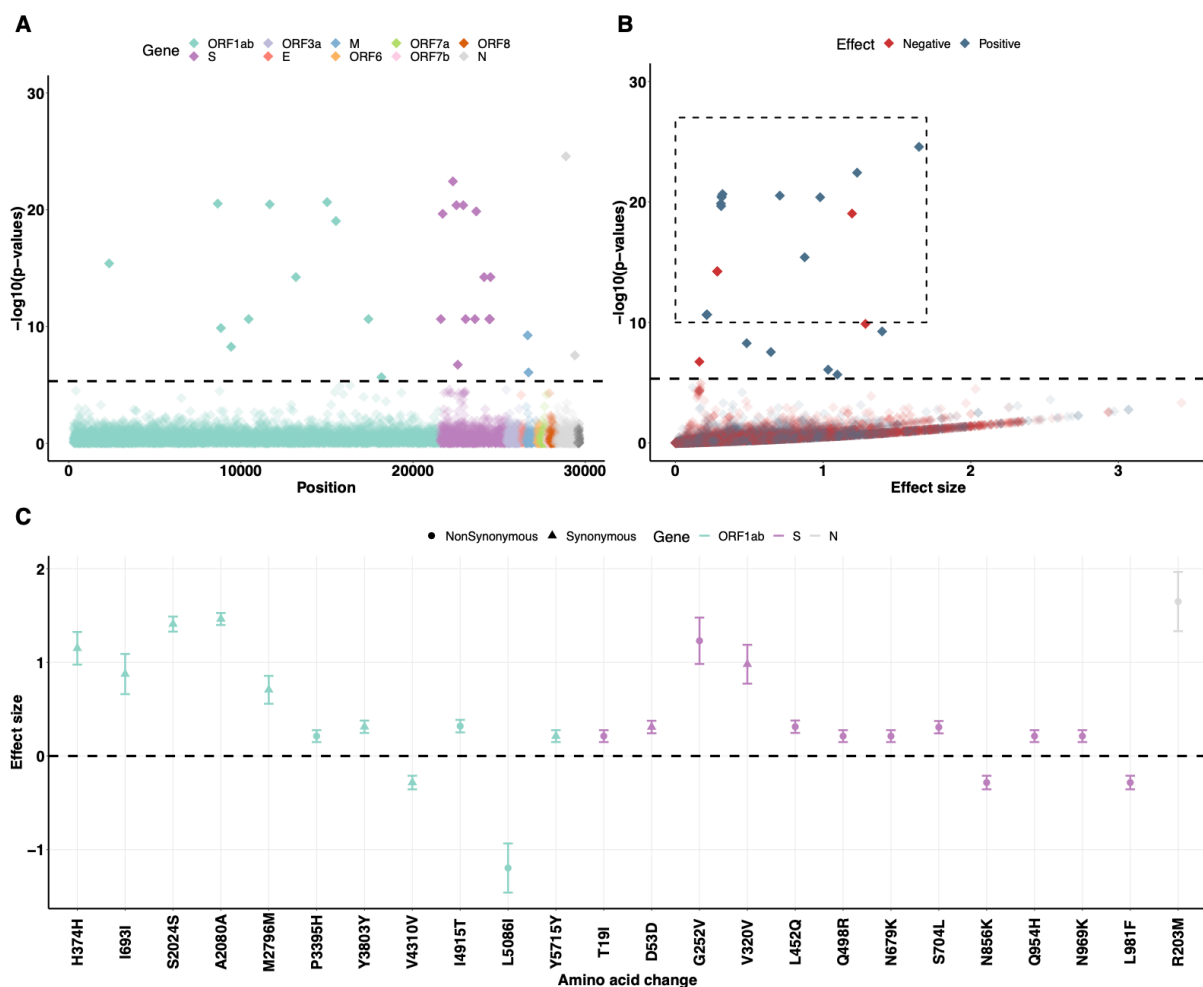 A
Gene ORF1ab ORF3a M ORF7a ORF8
S E ORF6 ORF7b N
30
20
10
0
−log10(p-values)
0 10000 20000 30000
Position
B
Effect Negative Positive
30
20
10
0
−log10(p-values)
0 1 2 3
Effect size
C
NonSynonymous Synonymous Gene ORF1ab S N
2
1
0
−1
Effect size
H374H I693I S2024S A2080A M2796M P3395H Y3803Y V4310V I4915T L5086I Y5715Y T19I D53D G252V V320V L452Q Q498R N679K S704L N856K Q954H N969K L981F R203M
Amino acid change